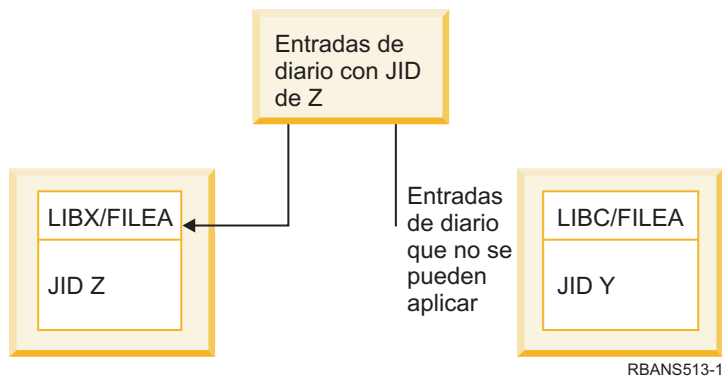 Entradas de
diario con JID
de Z
LIBX/FILEA
JID Z
Entradas
de diario
que no se
pueden
aplicar
LIBC/FILEA
JID Y
RBANS513-1